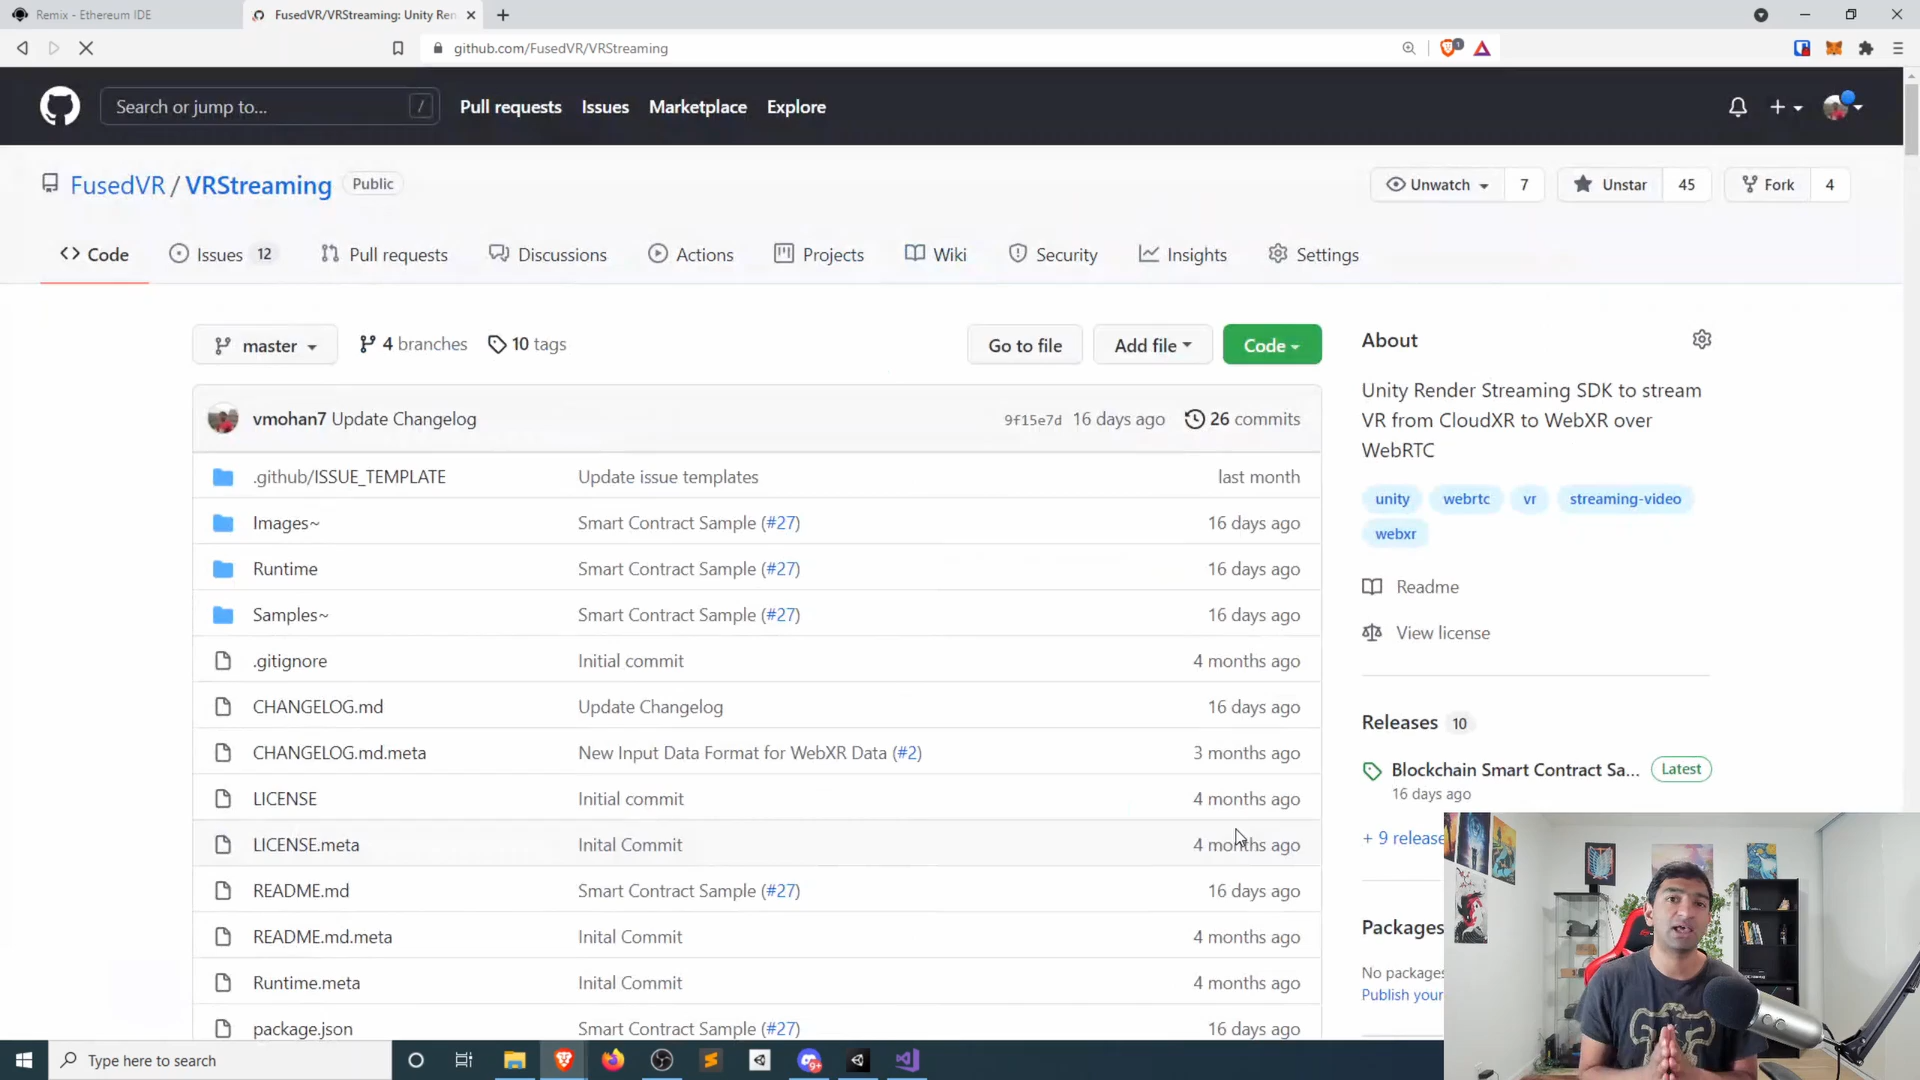 Remix - Ethereum IDE
FusedVR/VRStreaming: Unity Ren
github.com/FusedVR/VRStreaming
1
Search or jump to...
/
Pull requests
Issues
Marketplace
Explore
FusedVR / VRStreaming
Public
Unwatch
7
Unstar
45
Fork
4
Code
Issues
12
Pull requests
Discussions
Actions
Projects
Wiki
Security
Insights
Settings
master
4 branches
10 tags
Go to file
Add file
Code
vmohan7 Update Changelog
9f15e7d
16 days ago
26 commits
.github/ISSUE_TEMPLATE
Update issue templates
last month
Images~
Smart Contract Sample (#27)
16 days ago
Runtime
Smart Contract Sample (#27)
16 days ago
Samples~
Smart Contract Sample (#27)
16 days ago
.gitignore
Initial commit
4 months ago
CHANGELOG.md
Update Changelog
16 days ago
CHANGELOG.md.meta
New Input Data Format for WebXR Data (#2)
3 months ago
LICENSE
Initial commit
4 months ago
LICENSE.meta
Inital Commit
4 months ago
README.md
Smart Contract Sample (#27)
16 days ago
README.md.meta
Inital Commit
4 months ago
Runtime.meta
Inital Commit
4 months ago
package.json
Smart Contract Sample (#27)
16 days ago
About
Unity Render Streaming SDK to stream
VR from CloudXR to WebXR over
WebRTC
unity
webrtc
vr
streaming-video
webxr
Readme
View license
Releases 10
Blockchain Smart Contract Sa...
Latest
16 days ago
+ 9 release
Packages
No packages
Publish your
Type here to search
9+